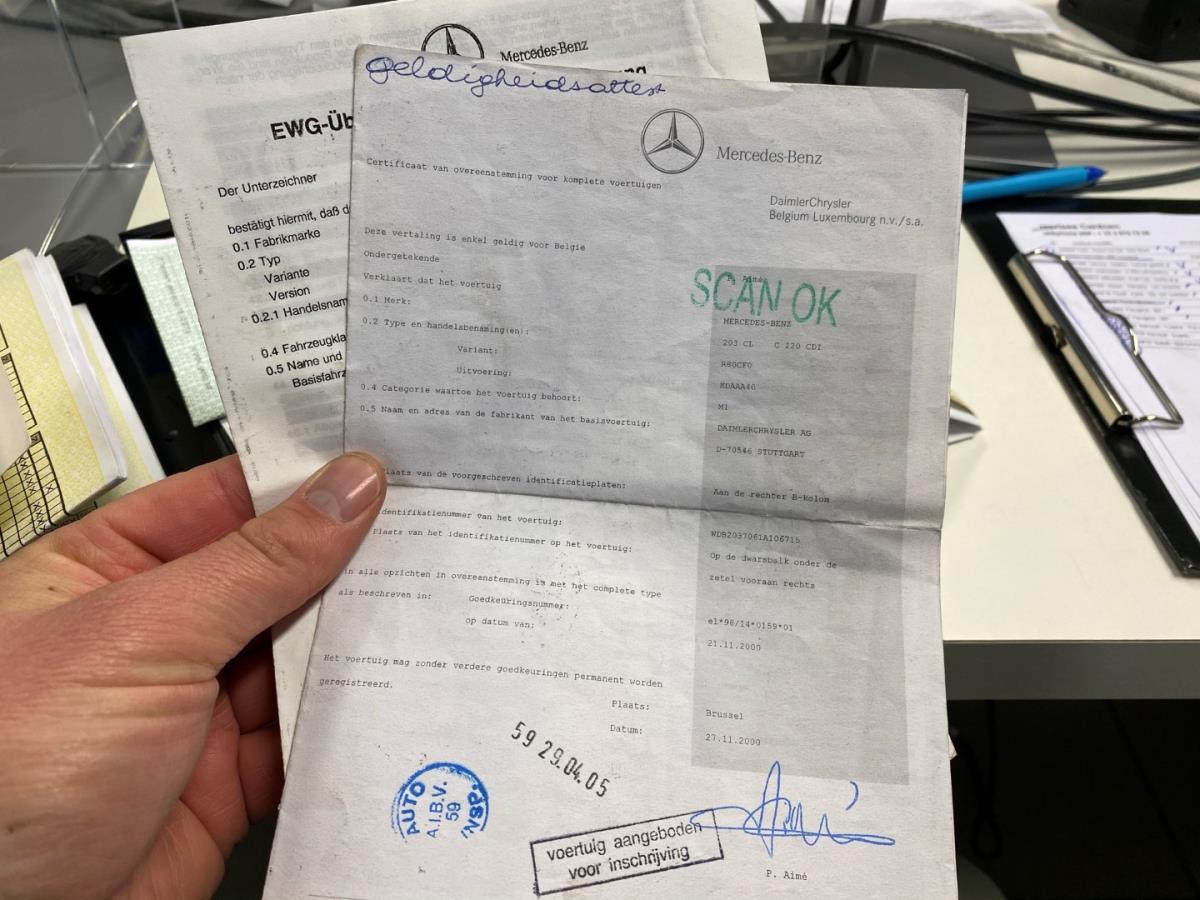 Mercedes-Benz
EWG-Üb
Der Unterzeichner
bestätigt hiermit, daß d
0.1 Fabrikmarke
0.2 Typ
Variante
Version
0.2.1 Handelsnam
0.4 Fahrzeugkla
0.5 Name und
Basisfahrz
geldigheidsattest
Mercedes-Benz
Certificaat van overeenstemming voor komplete voertuigen
DaimlerChrysler
Belgium Luxembourg n.v./s.a.
Deze vertaling is enkel geldig voor Belgie
Ondergetekende
P. Aimé
SCAN OK
Verklaart dat het voertuig
0.1 Merk: MERCEDES-BENZ
0.2 Type en handelsbenaming(en): 203 CL C 220 CDI
Variant: R80CF0
Uitvoering: MDAAA40
0.4 Categorie waartoe het voertuig behoort: M1
0.5 Naam en adres van de fabrikant van het basisvoertuig: DAIMLERCHRYSLER AG
D-70546 STUTTGART
laats van de voorgeschreven identificatieplaten: Aan de rechter B-kolom
identifikatienummer van het voertuig: WDB2037061A106715
Plaats van het identifikatienummer op het voertuig: Op de dwarsbalk onder de
zetel vooraan rechts
in alle opzichten in overeenstemming is met het complete type
als beschreven in: Goedkeuringsnummer: e1*98/14*0159*01
op datum van: 21.11.2000
Het voertuig mag zonder verdere goedkeuringen permanent worden
geregistreerd.
Plaats: Brussel
Datum: 27.11.2000
59 29.04.05
AUTO
A.I.B.V.
59
INSP.
voertuig aangeboden
voor inschrijving
P. Aimé